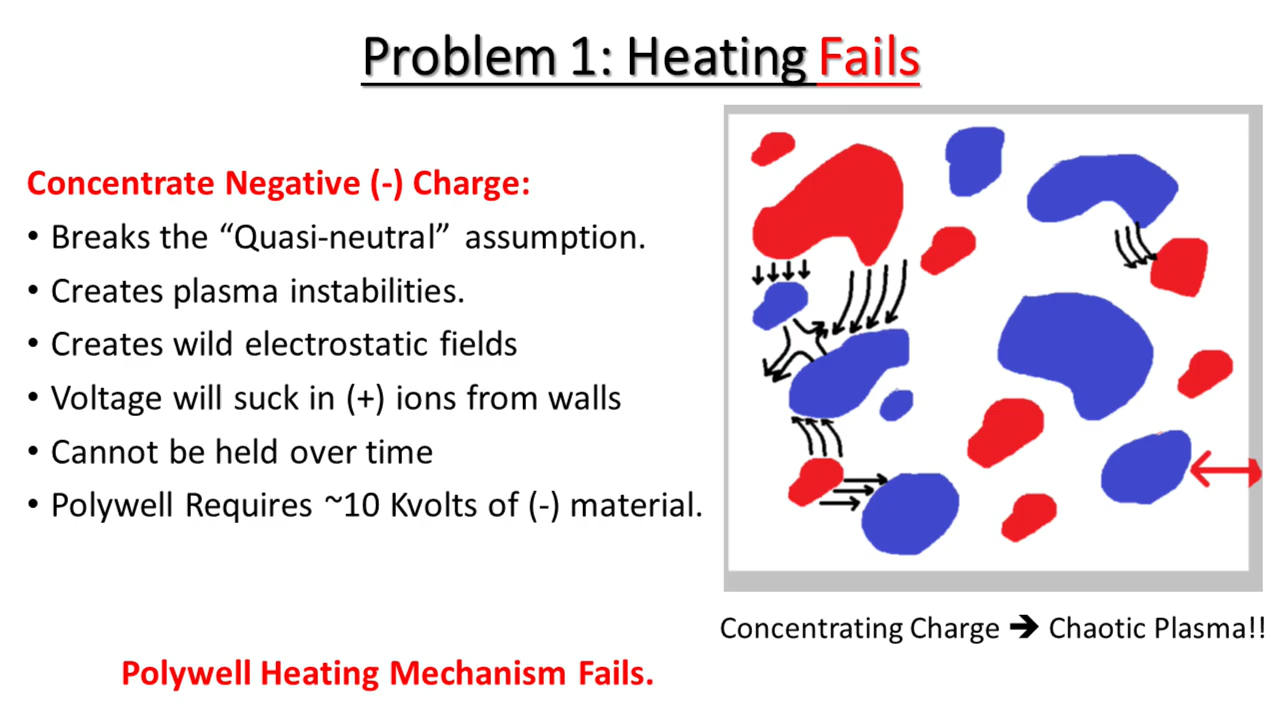 Problem 1: Heating Fails
Concentrate Negative (-) Charge:
• Breaks the “Quasi-neutral” assumption.
• Creates plasma instabilities.
• Creates wild electrostatic fields
• Voltage will suck in (+) ions from walls
• Cannot be held over time
• Polywell Requires ~10 Kvolts of (-) material.
Concentrating Charge ➔ Chaotic Plasma!!
Polywell Heating Mechanism Fails.